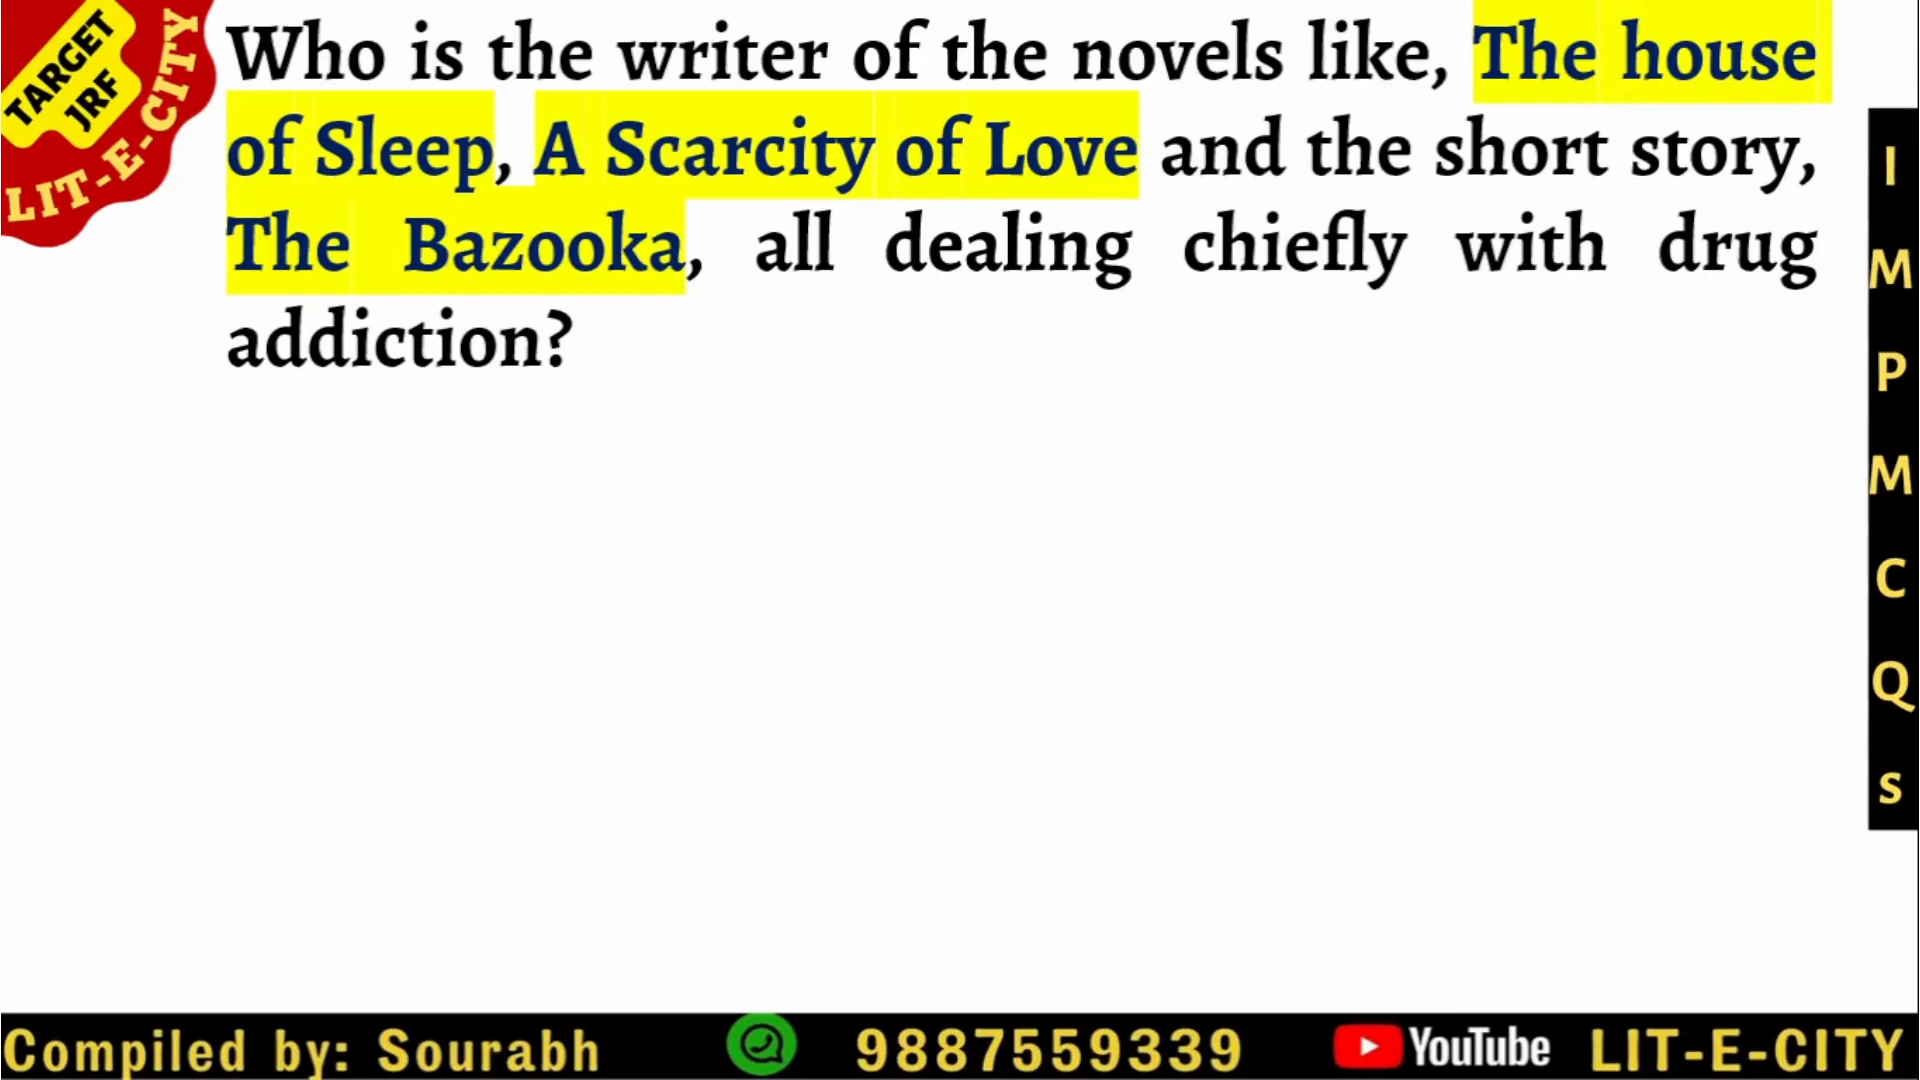 TARGET
JRF
LIT-E-CITY
Who is the writer of the novels like, The house
of Sleep, A Scarcity of Love and the short story,
The Bazooka, all dealing chiefly with drug
addiction?
I
M
P
M
C
Q
s
Compiled by: Sourabh 9887559339 YouTube LIT-E-CITY